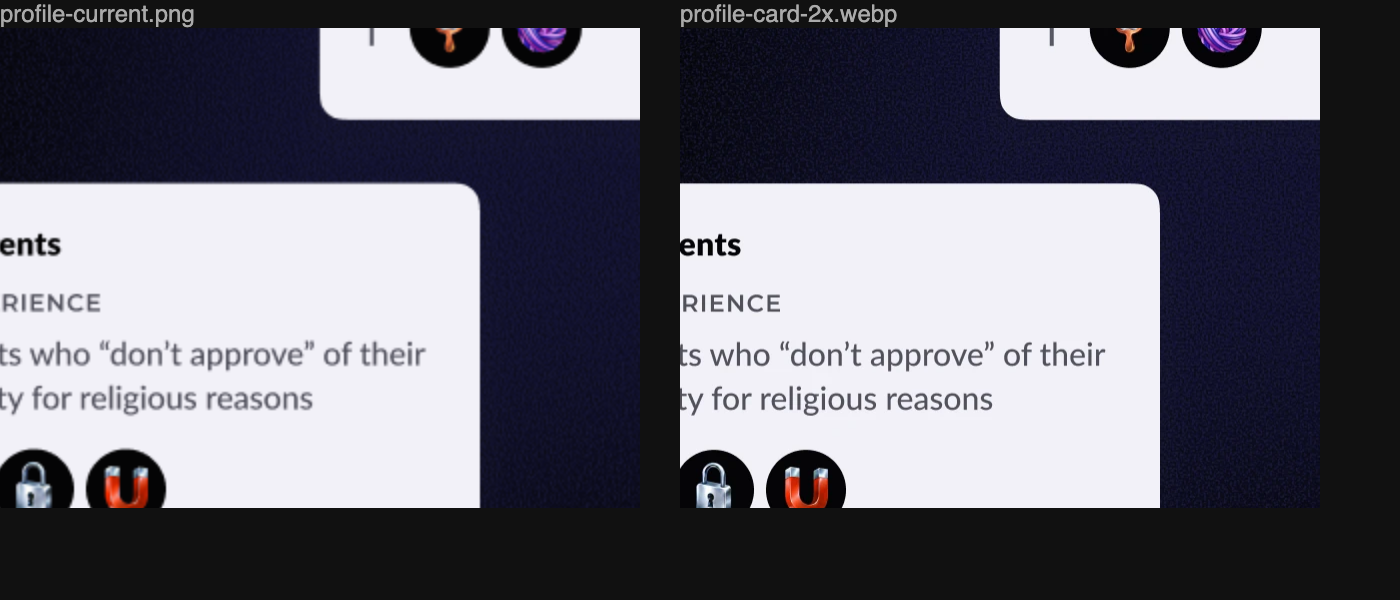 profile-current.png
profile-card-2x.webp
ents
RIENCE
ts who “don’t approve” of their
ty for religious reasons
ents
RIENCE
ts who “don’t approve” of their
ty for religious reasons